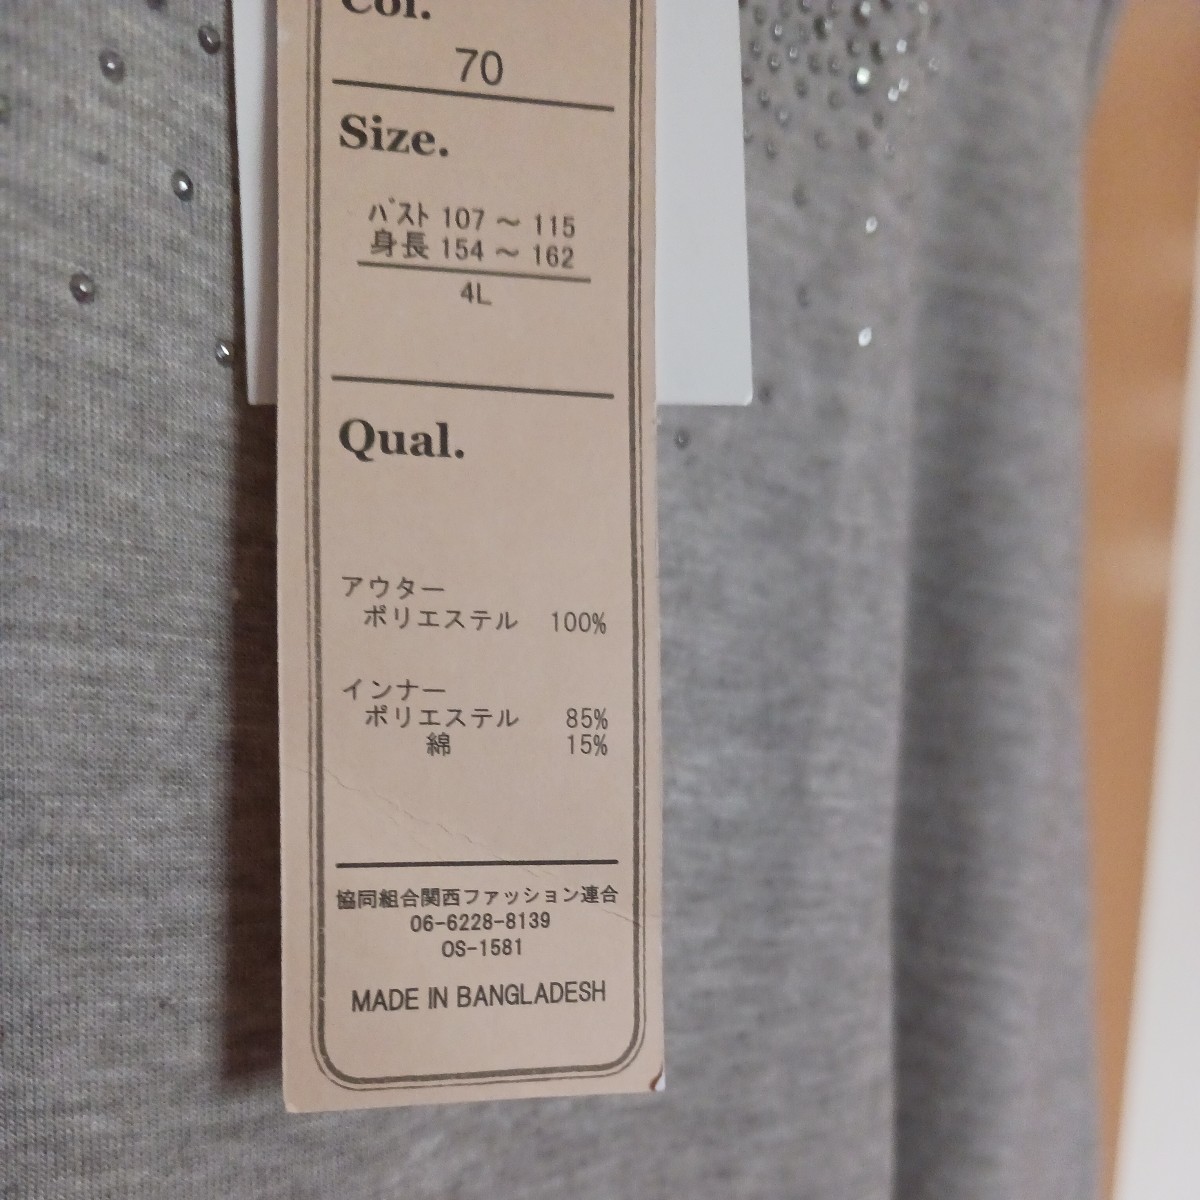 Col.
70
Size.
バスト 107 ～ 115
身長 154 ～ 162
4L
Qual.
アウター
ポリエステル 100%
インナー
ポリエステル 85%
綿 15%
協同組合関西ファッション連合
06-6228-8139
OS-1581
MADE IN BANGLADESH